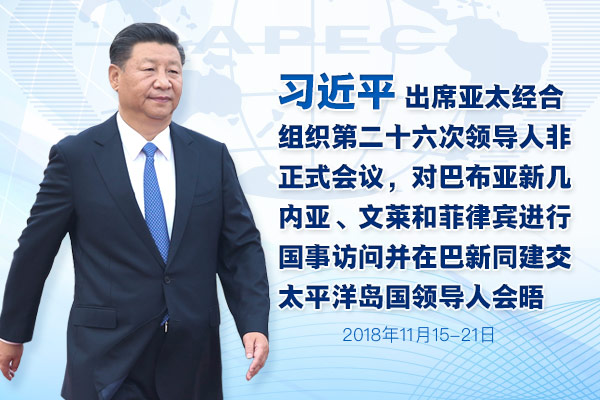 APEC
习近平 出席亚太经合
组织第二十六次领导人非
正式会议，对巴布亚新几
内亚、文莱和菲律宾进行
国事访问并在巴新同建交
太平洋岛国领导人会晤
2018年11月15-21日